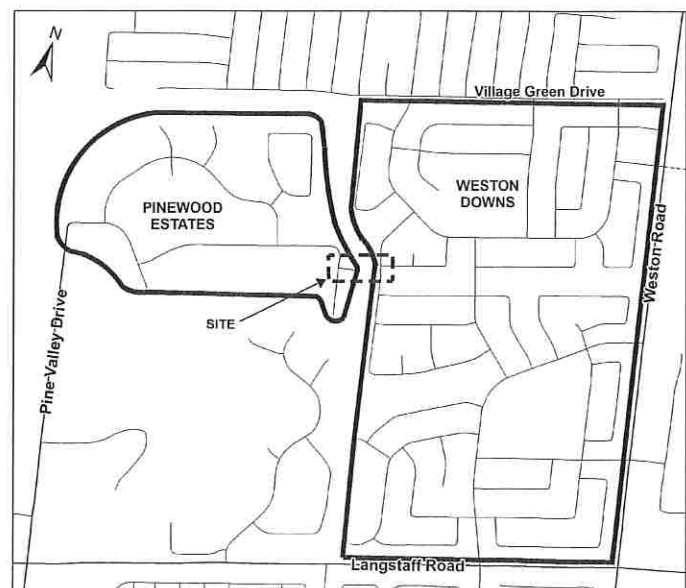 N
Village Green Drive
PINEWOOD
ESTATES
WESTON
DOWNS
Weston Road
SITE
Pine Valley Drive
Langstaff Road